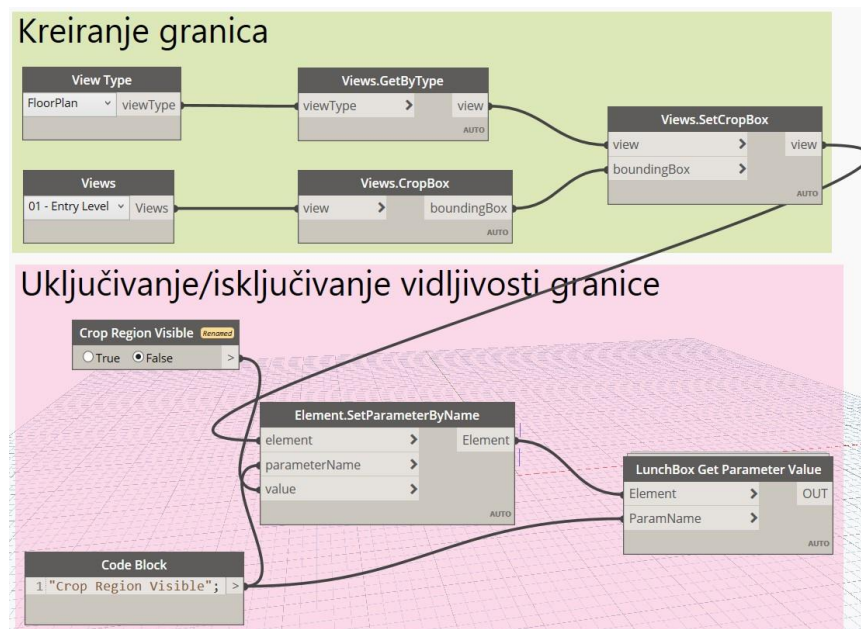 Kreiranje granica
View Type
FloorPlan viewType
Views.GetByType
viewType > view
AUTO
Views.SetCropBox
view > view
boundingBox >
AUTO
Views
01 - Entry Level Views
Views.CropBox
view > boundingBox
AUTO
Uključivanje/isključivanje vidljivosti granice
Crop Region Visible Renamed
True False >
Element.SetParameterByName
element > Element
parameterName >
value >
AUTO
LunchBox Get Parameter Value
Element > OUT
ParamName >
AUTO
Code Block
1 "Crop Region Visible"; >